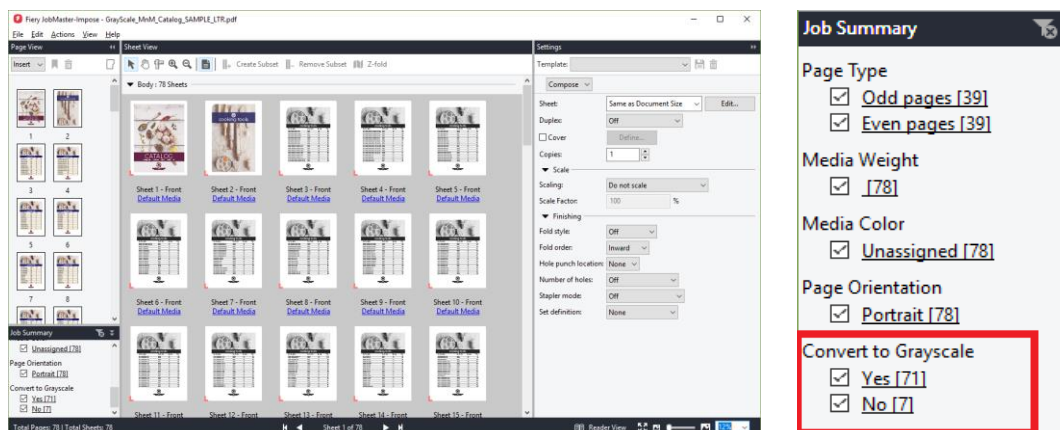 Fiery JobMaster-Impose - GrayScale_MnM_Catalog_SAMPLE_LTR.pdf
File Edit Actions View Help
Page View
Insert
1 2
3 4
5 6
7 8
Job Summary
Unassigned [78]
Page Orientation
Portrait [78]
Convert to Grayscale
Yes [71]
No [7]
Sheet View
Create Subset Remove Subset Z-fold
Body : 78 Sheets
CATALOG
cooking tools
Sheet 1 - Front Sheet 2 - Front Sheet 3 - Front Sheet 4 - Front Sheet 5 - Front
Default Media Default Media Default Media Default Media Default Media
Sheet 6 - Front Sheet 7 - Front Sheet 8 - Front Sheet 9 - Front Sheet 10 - Front
Default Media Default Media Default Media Default Media Default Media
Sheet 11 - Front Sheet 12 - Front Sheet 13 - Front Sheet 14 - Front Sheet 15 - Front
Settings
Template:
Compose
Sheet: Same as Document Size Edit...
Duplex: Off
Cover Define...
Copies: 1
Scale
Scaling: Do not scale
Scale Factor: 100 %
Finishing
Fold style: Off
Fold order: Inward
Hole punch location: None
Number of holes: Off
Stapler mode: Off
Set definition: None
Total Pages: 78 | Total Sheets: 78
Sheet 1 of 78
Reader View
Job Summary
Page Type
Odd pages [39]
Even pages [39]
Media Weight
[78]
Media Color
Unassigned [78]
Page Orientation
Portrait [78]
Convert to Grayscale
Yes [71]
No [7]